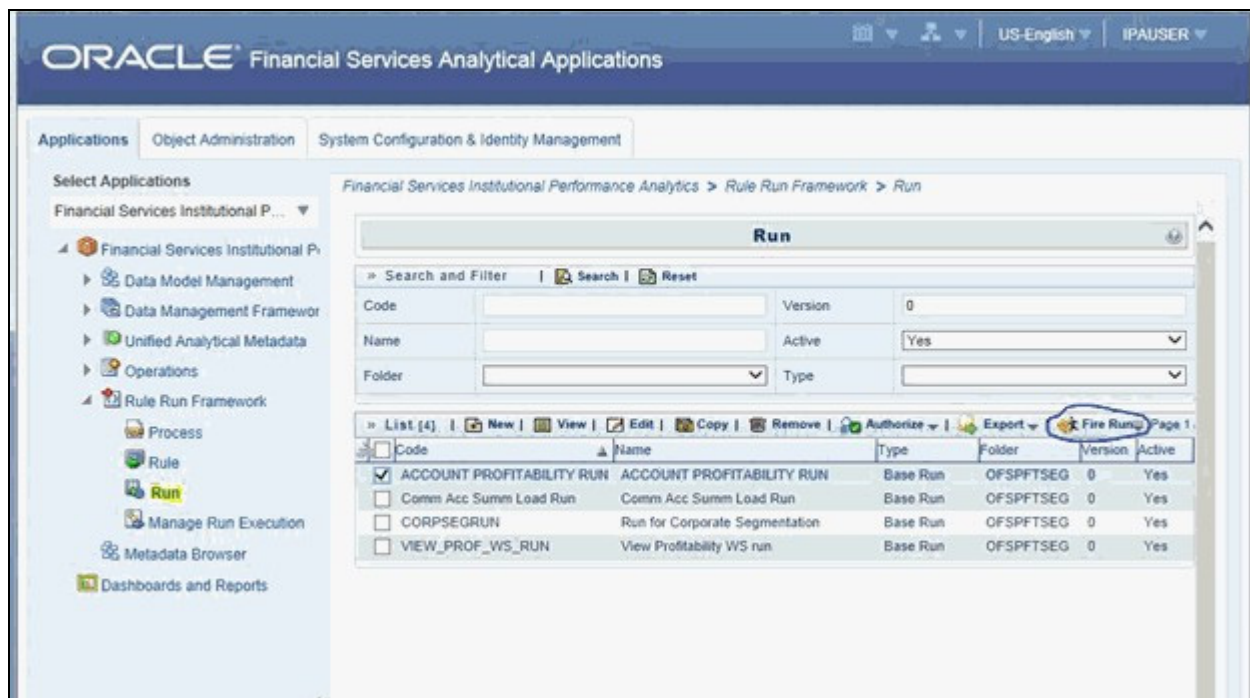 US-English
IPAUSER
ORACLE Financial Services Analytical Applications
Applications
Object Administration
System Configuration & Identity Management
Select Applications
Financial Services Institutional P...
Financial Services Institutional P
Data Model Management
Data Management Framewor
Unified Analytical Metadata
Operations
Rule Run Framework
Process
Rule
Run
Manage Run Execution
Metadata Browser
Dashboards and Reports
Financial Services Institutional Performance Analytics > Rule Run Framework > Run
Run
» Search and Filter | Search | Reset
Code Version 0
Name Active Yes
Folder Type
» List [4] | New | View | Edit | Copy | Remove | Authorize | Export | Fire Run Page 1
Code Name Type Folder Version Active
ACCOUNT PROFITABILITY RUN ACCOUNT PROFITABILITY RUN Base Run OFSPFTSEG 0 Yes
Comm Acc Summ Load Run Comm Acc Summ Load Run Base Run OFSPFTSEG 0 Yes
CORPSEGRUN Run for Corporate Segmentation Base Run OFSPFTSEG 0 Yes
VIEW_PROF_WS_RUN View Profitability WS run Base Run OFSPFTSEG 0 Yes